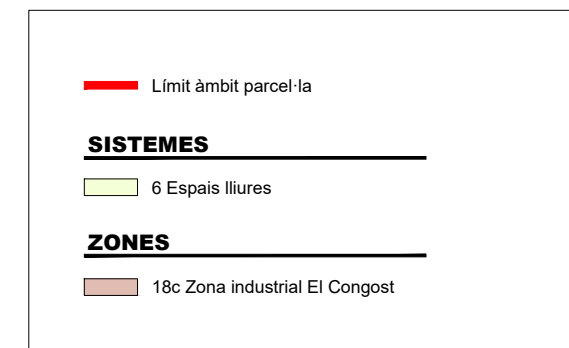 Límit àmbit parcel·la
SISTEMES
6 Espais lliures
ZONES
18c Zona industrial El Congost